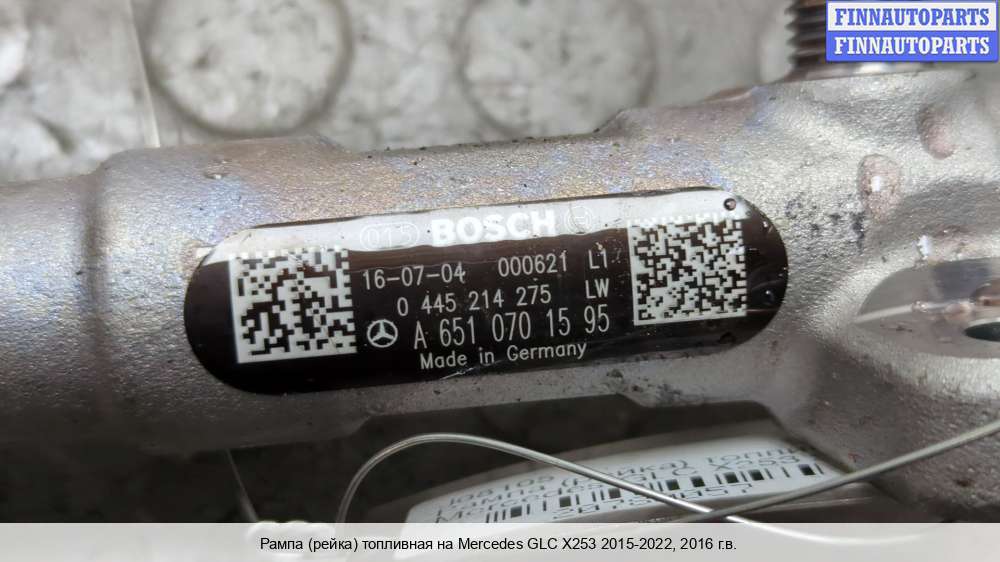 FINNAUTOPARTS
FINNAUTOPARTS
015 BOSCH
16-07-04 000621 L1
0 445 214 275 LW
A 651 070 15 95
Made in Germany
Рампа (рейка) топливная на Mercedes GLC X253 2015-2022, 2016 г.в.